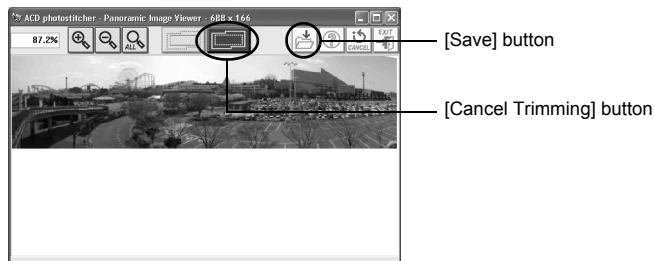 ACD photostitcher - Panoramic Image Viewer - 688 x 166
87.2%
ALL
CANCEL
EXIT
[Save] button
[Cancel Trimming] button